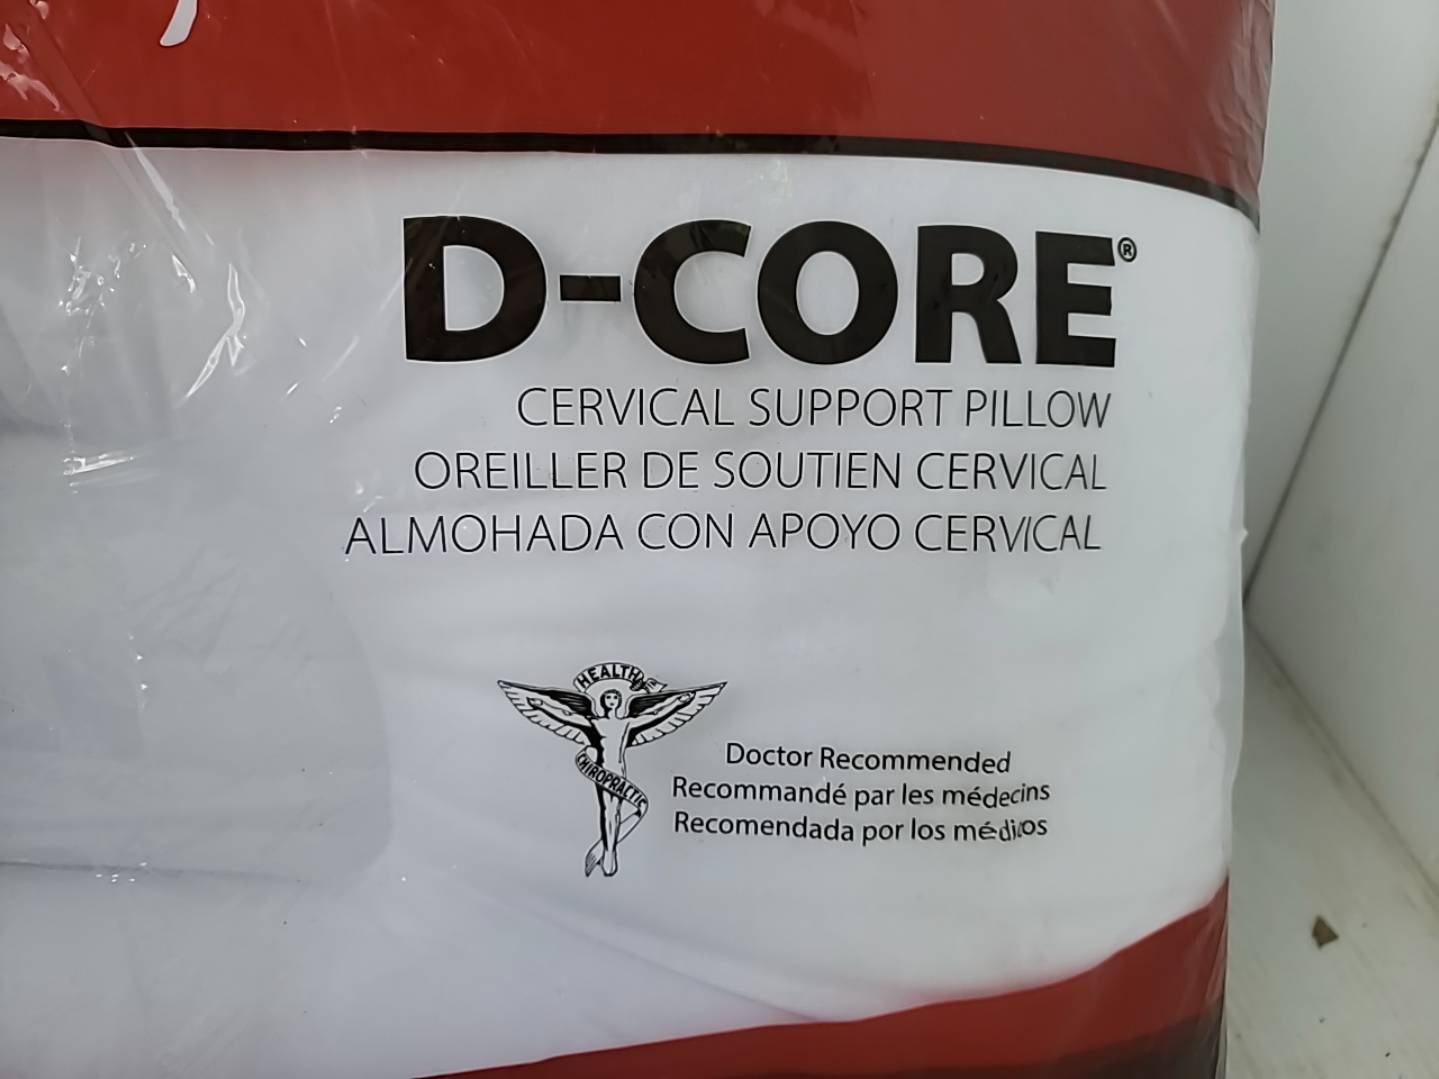 D-CORE®
CERVICAL SUPPORT PILLOW
OREILLER DE SOUTIEN CERVICAL
ALMOHADA CON APOYO CERVICAL
HEALTH
CHIROPRACTIC
Doctor Recommended
Recommandé par les médecins
Recomendada por los médicos